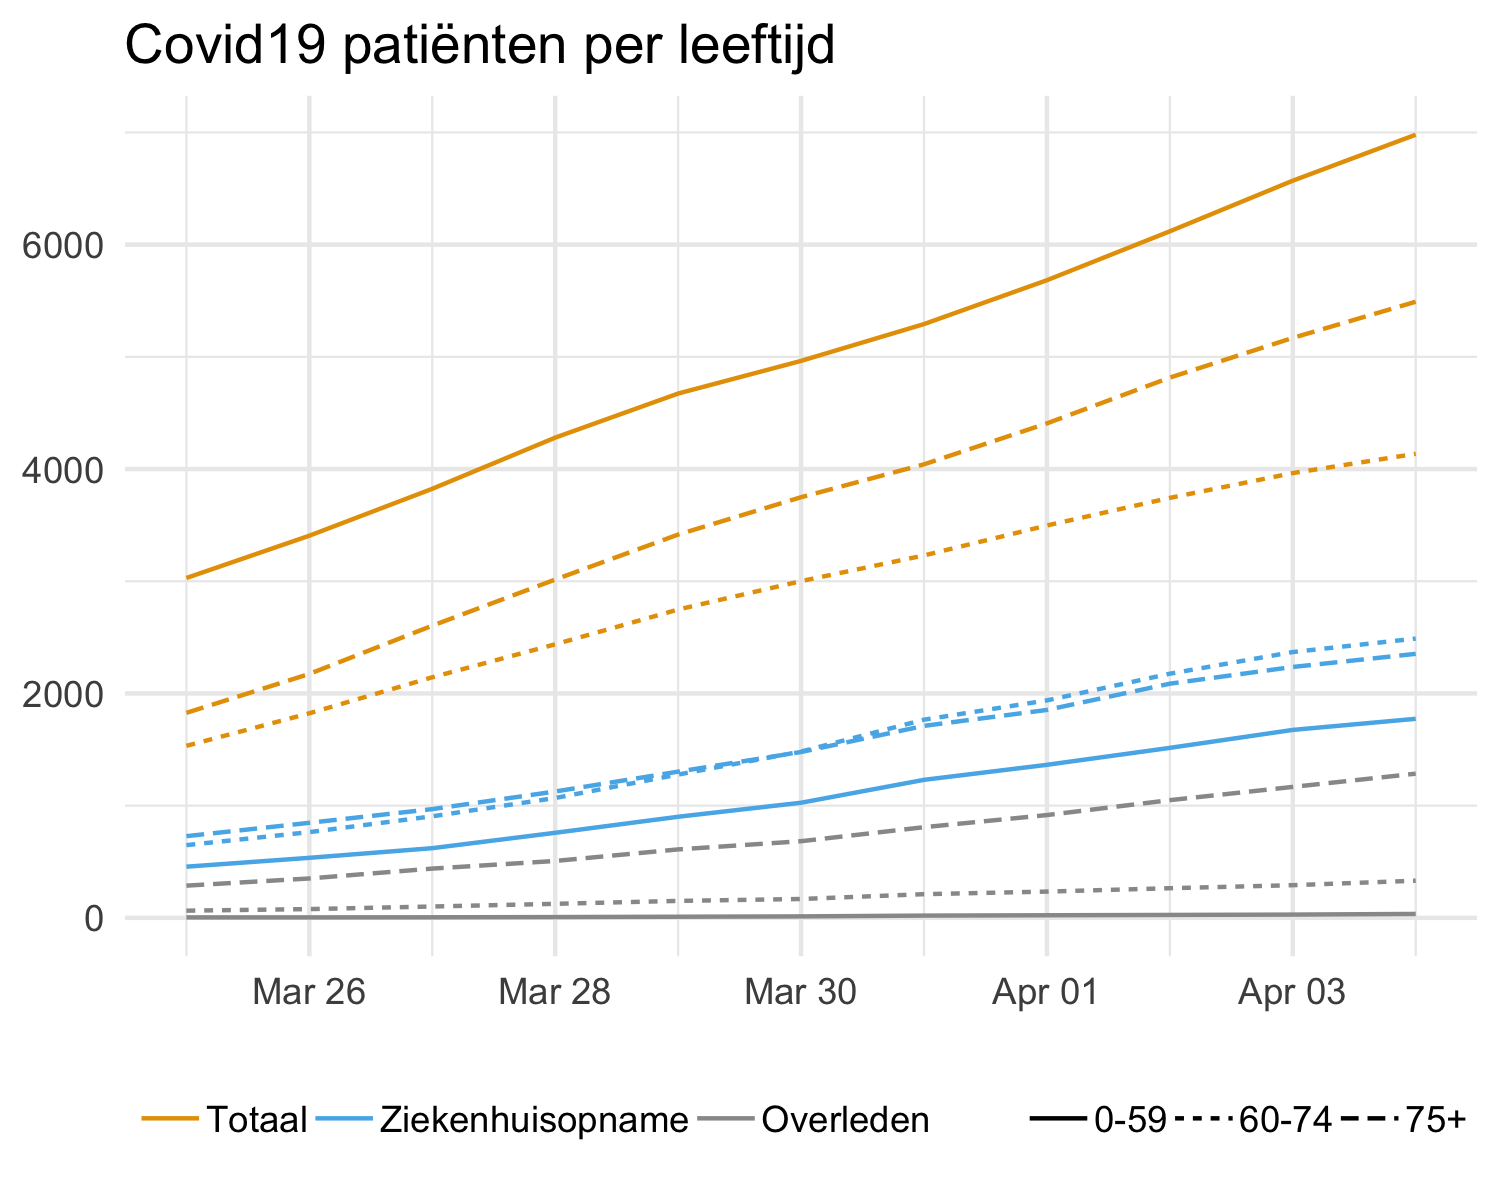 Covid19 patiënten per leeftijd
6000
4000
2000
0
Mar 26 Mar 28 Mar 30 Apr 01 Apr 03
Totaal Ziekenhuisopname Overleden 0-59 60-74 75+